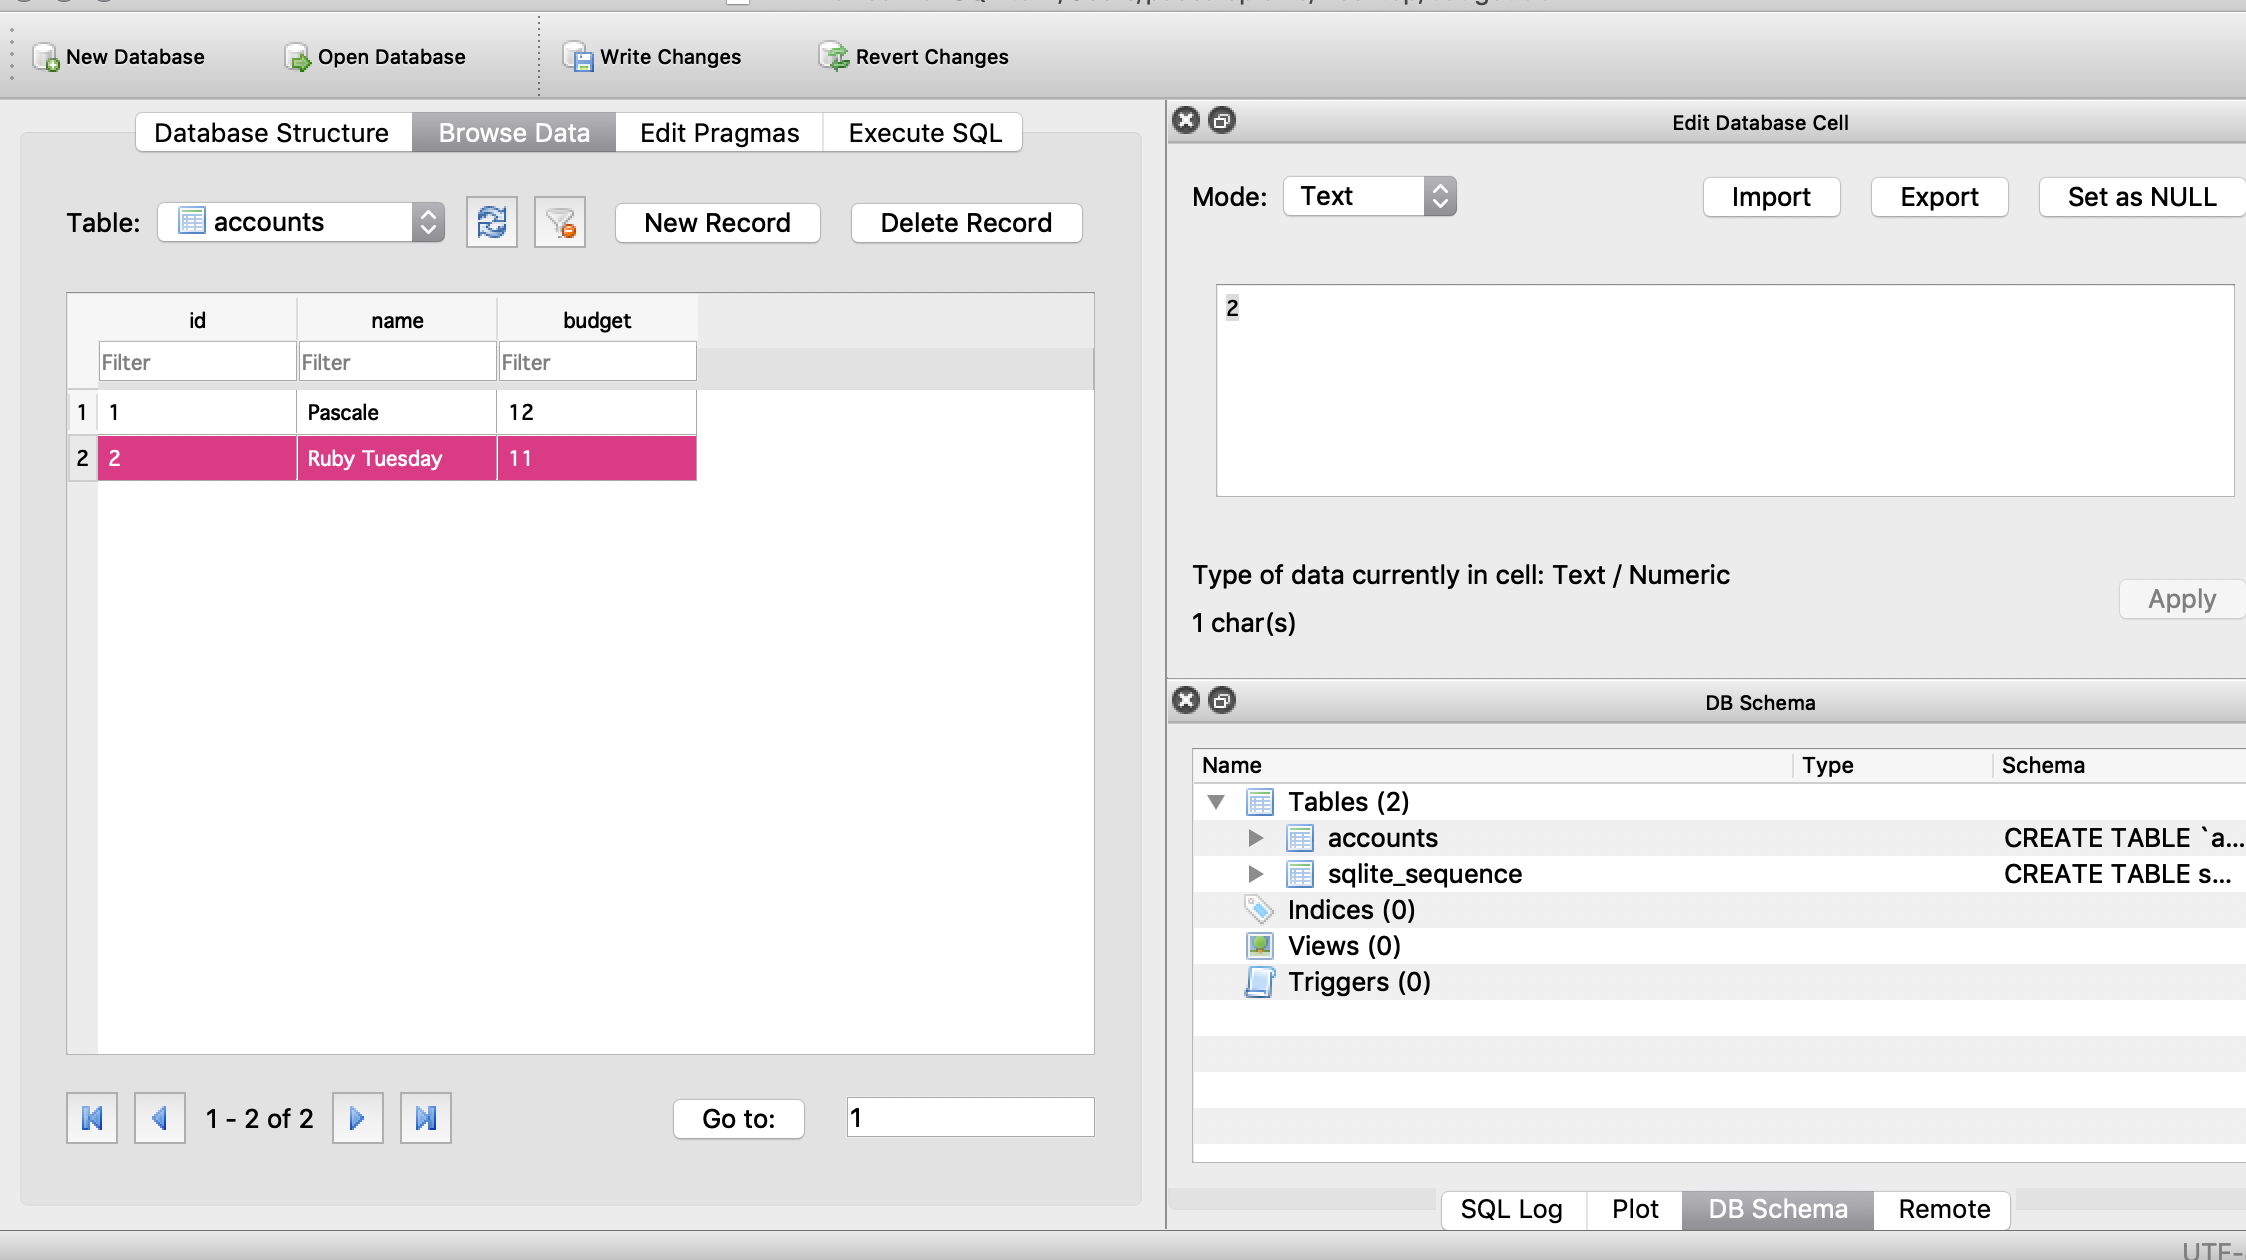 New Database Open Database Write Changes Revert Changes
Database Structure Browse Data Edit Pragmas Execute SQL
Table: accounts New Record Delete Record
id name budget
Filter Filter Filter
1 1 Pascale 12
2 2 Ruby Tuesday 11
1 - 2 of 2 Go to: 1
Edit Database Cell
Mode: Text Import Export Set as NULL
2
Type of data currently in cell: Text / Numeric
1 char(s)
Apply
DB Schema
Name Type Schema
Tables (2)
accounts CREATE TABLE `a...
sqlite_sequence CREATE TABLE s...
Indices (0)
Views (0)
Triggers (0)
SQL Log Plot DB Schema Remote